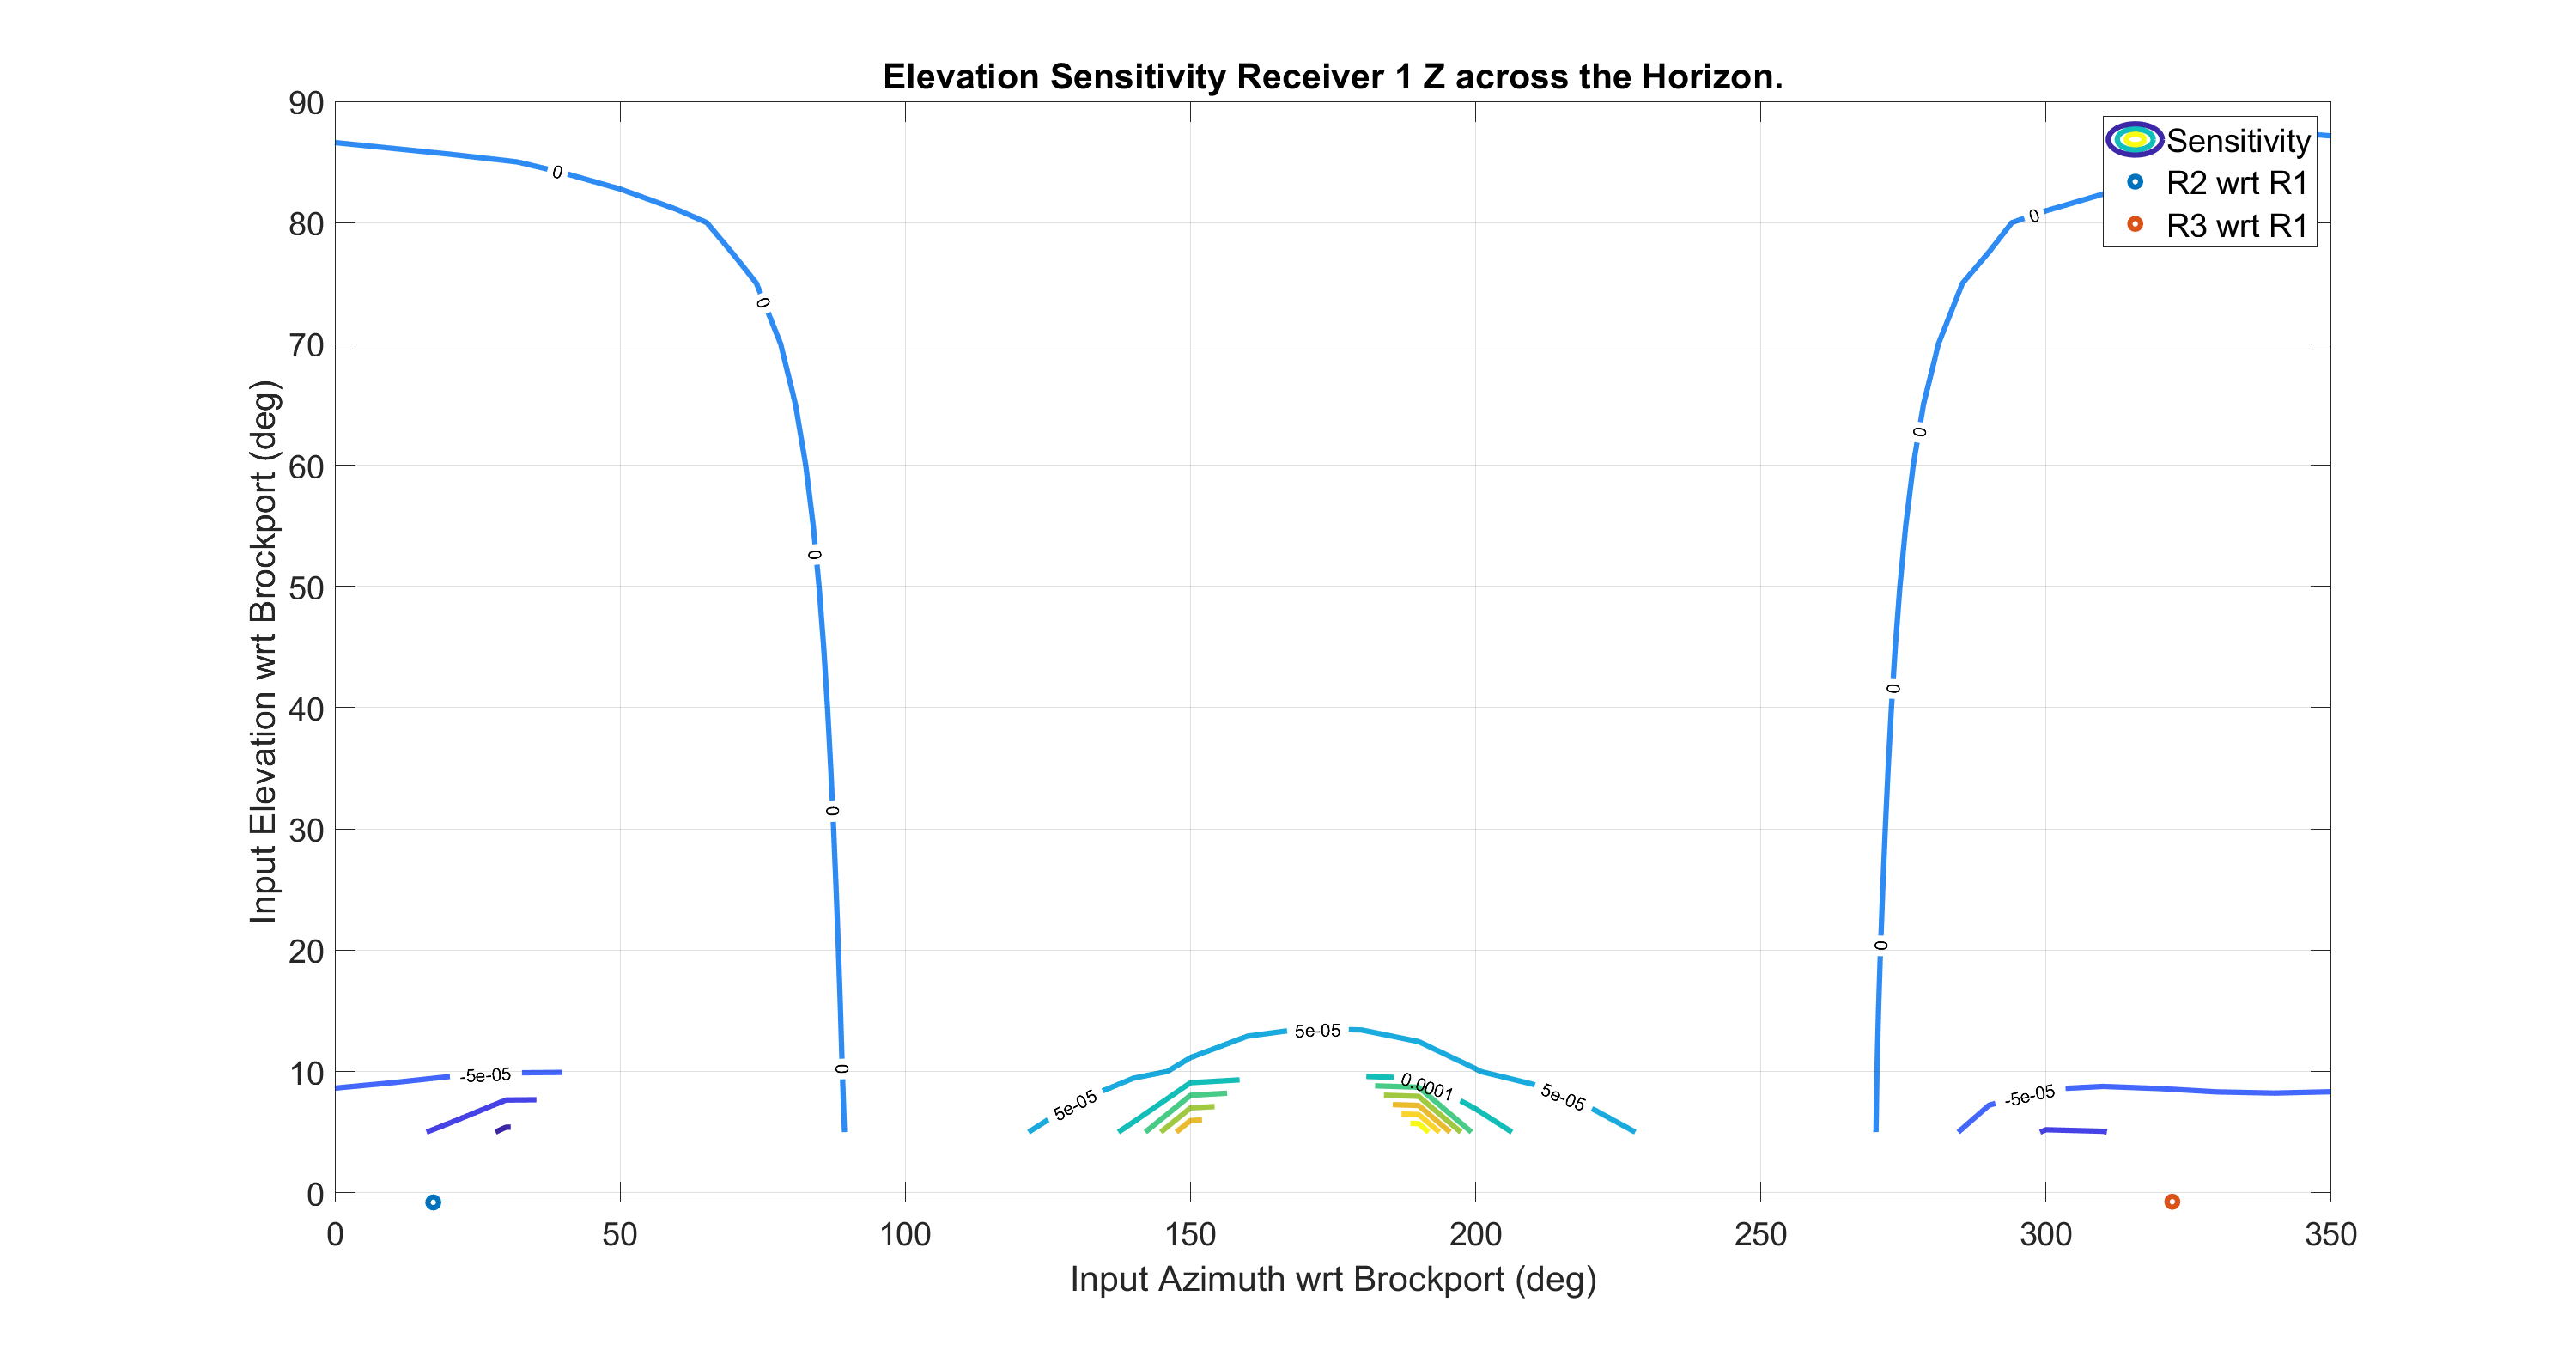 Elevation Sensitivity Receiver 1 Z across the Horizon.
Sensitivity
R2 wrt R1
R3 wrt R1
Input Elevation wrt Brockport (deg)
90
80
70
60
50
40
30
20
10
0
0
0
0
0
0
0
0
0
0
0
-5e-05
5e-05
5e-05
0.0001
5e-05
-5e-05
0
50
100
150
200
250
300
350
Input Azimuth wrt Brockport (deg)